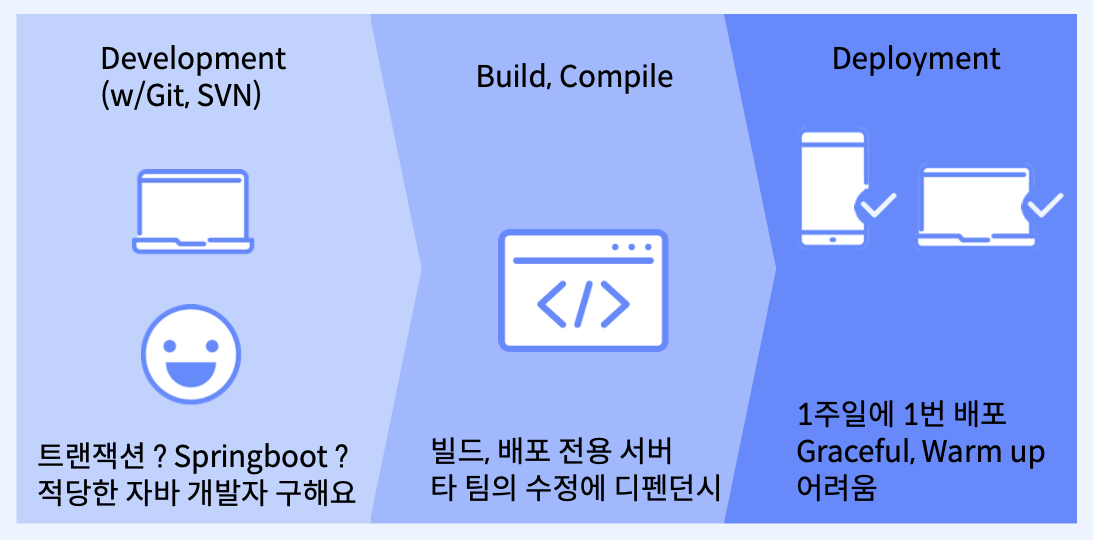 Development
(w/Git, SVN)
Build, Compile
Deployment
</>
트랜잭션 ? Springboot ?
적당한 자바 개발자 구해요
빌드, 배포 전용 서버
타 팀의 수정에 디펜던시
1주일에 1번 배포
Graceful, Warm up
어려움